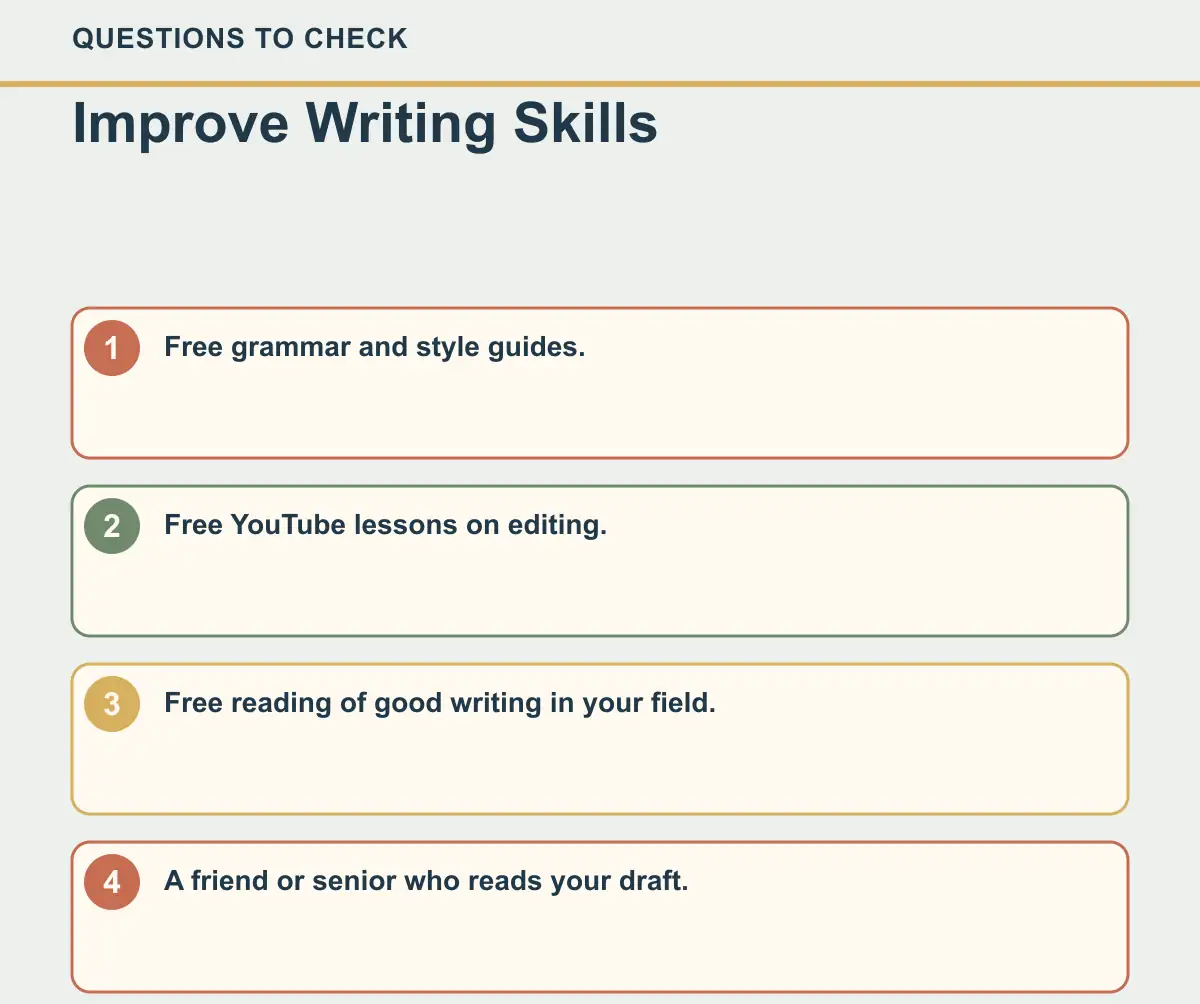 QUESTIONS TO CHECK
Improve Writing Skills
1 Free grammar and style guides.
2 Free YouTube lessons on editing.
3 Free reading of good writing in your field.
4 A friend or senior who reads your draft.